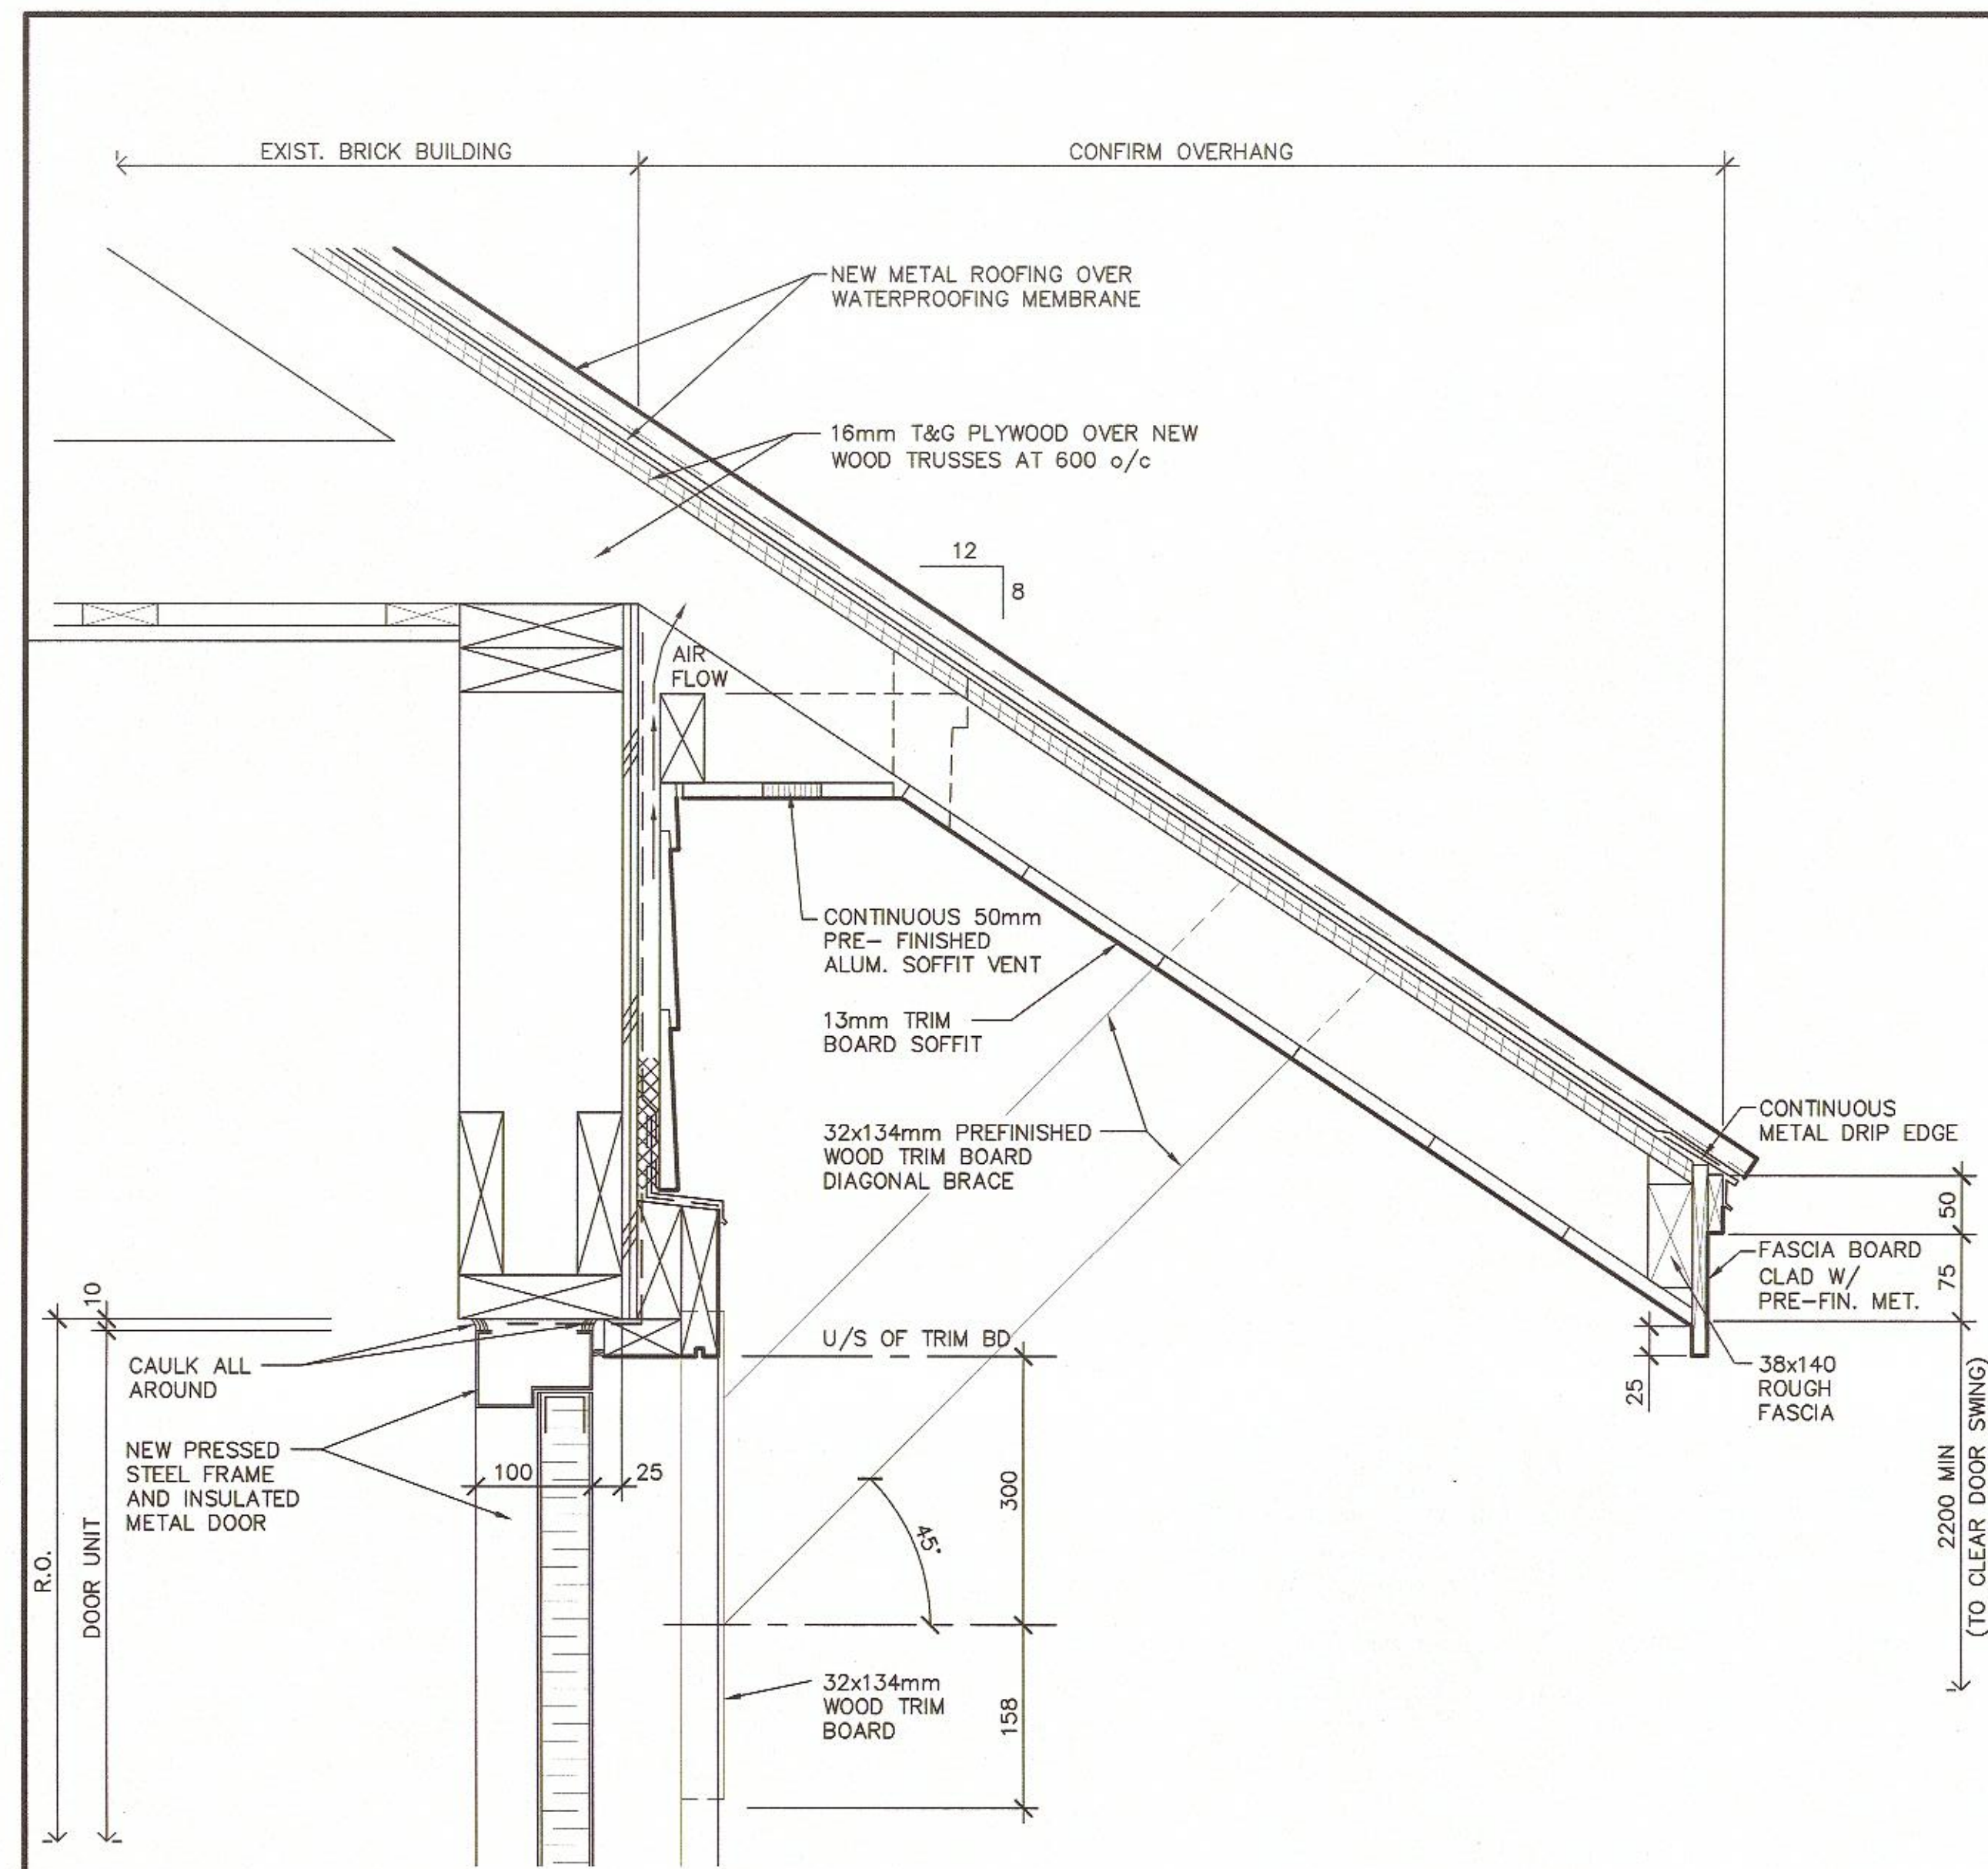 EXIST. BRICK BUILDING
CONFIRM OVERHANG
NEW METAL ROOFING OVER
WATERPROOFING MEMBRANE
16mm T&G PLYWOOD OVER NEW
WOOD TRUSSES AT 600 o/c
12
8
AIR
FLOW
CONTINUOUS 50mm
PRE- FINISHED
ALUM. SOFFIT VENT
13mm TRIM
BOARD SOFFIT
32x134mm PREFINISHED
WOOD TRIM BOARD
DIAGONAL BRACE
CONTINUOUS
METAL DRIP EDGE
50
FASCIA BOARD
CLAD W/
PRE-FIN. MET.
75
10
U/S OF TRIM BD
CAULK ALL
AROUND
38x140
ROUGH
FASCIA
25
NEW PRESSED
STEEL FRAME
AND INSULATED
METAL DOOR
100
25
300
45°
2200 MIN
(TO CLEAR DOOR SWING)
R.O.
DOOR UNIT
32x134mm
WOOD TRIM
BOARD
158